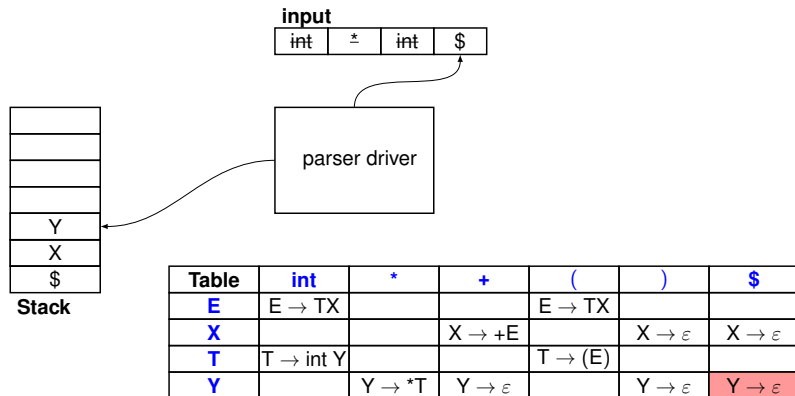 input
int * int $
parser driver
Y
X
$
Stack
Table int * + ( ) $
E E → TX E → TX
X X → +E X → ε X → ε
T T → int Y T → (E)
Y Y → *T Y → ε Y → ε Y → ε